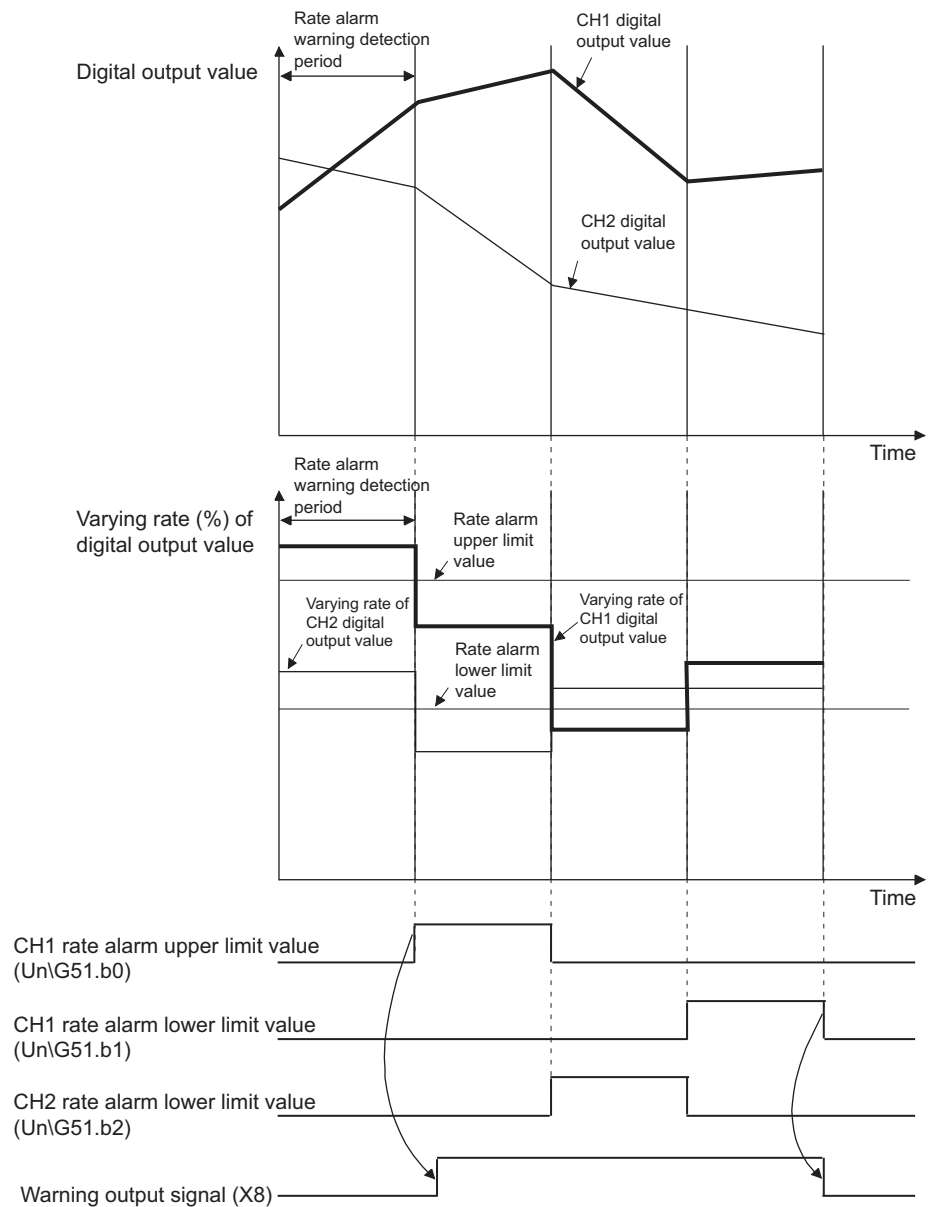 Rate alarm
warning detection
period
CH1 digital
output value
Digital output value
CH2 digital
output value
Time
Rate alarm
warning detection
period
Varying rate (%) of
digital output value
Rate alarm
upper limit
value
Varying rate of
CH2 digital
output value
Varying rate of
CH1 digital
output value
Rate alarm
lower limit
value
Time
CH1 rate alarm upper limit value
(Un\G51.b0)
CH1 rate alarm lower limit value
(Un\G51.b1)
CH2 rate alarm lower limit value
(Un\G51.b2)
Warning output signal (X8)